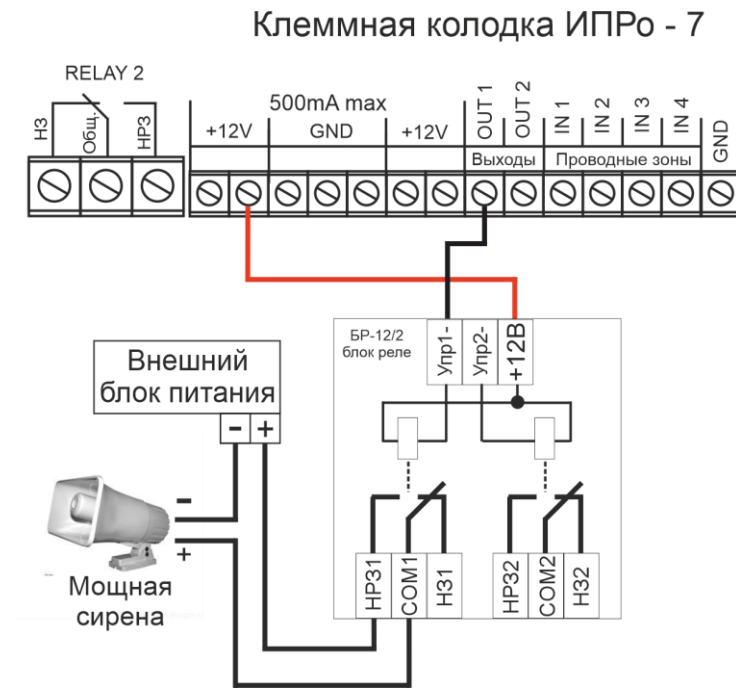 Клеммная колодка ИПРо - 7
RELAY 2
НЗ
Общ.
НРЗ
500mA max
+12V
GND
+12V
OUT 1
OUT 2
IN 1
IN 2
IN 3
IN 4
GND
Выходы
Проводные зоны
БР-12/2
блок реле
Упр1-
Упр2-
+12В
Внешний
блок питания
- +
-
+
Мощная
сирена
НР31
COM1
Н31
НР32
COM2
Н32